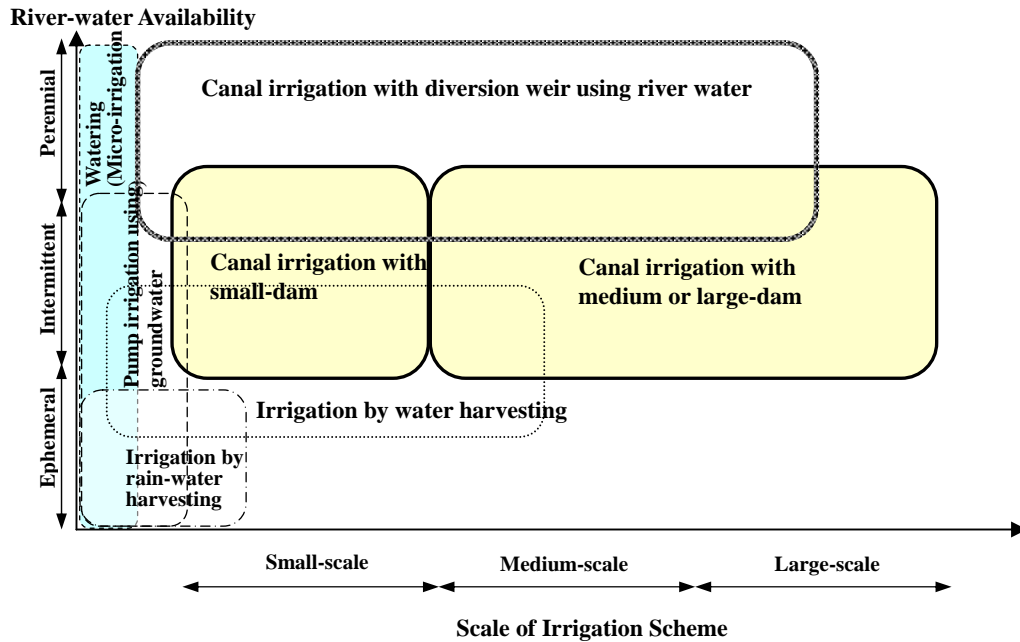 River-water Availability
Perennial
Intermittent
Ephemeral
Watering
(Micro-irrigation
Pump irrigation using)
groundwater
Canal irrigation with diversion weir using river water
Canal irrigation with
small-dam
Canal irrigation with
medium or large-dam
Irrigation by water harvesting
Irrigation by
rain-water
harvesting
Small-scale
Medium-scale
Large-scale
Scale of Irrigation Scheme